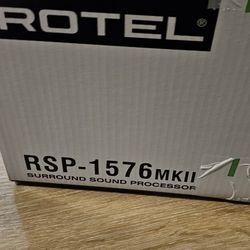 ROTEL®
RSP-1576MKII
SURROUND SOUND PROCESSOR